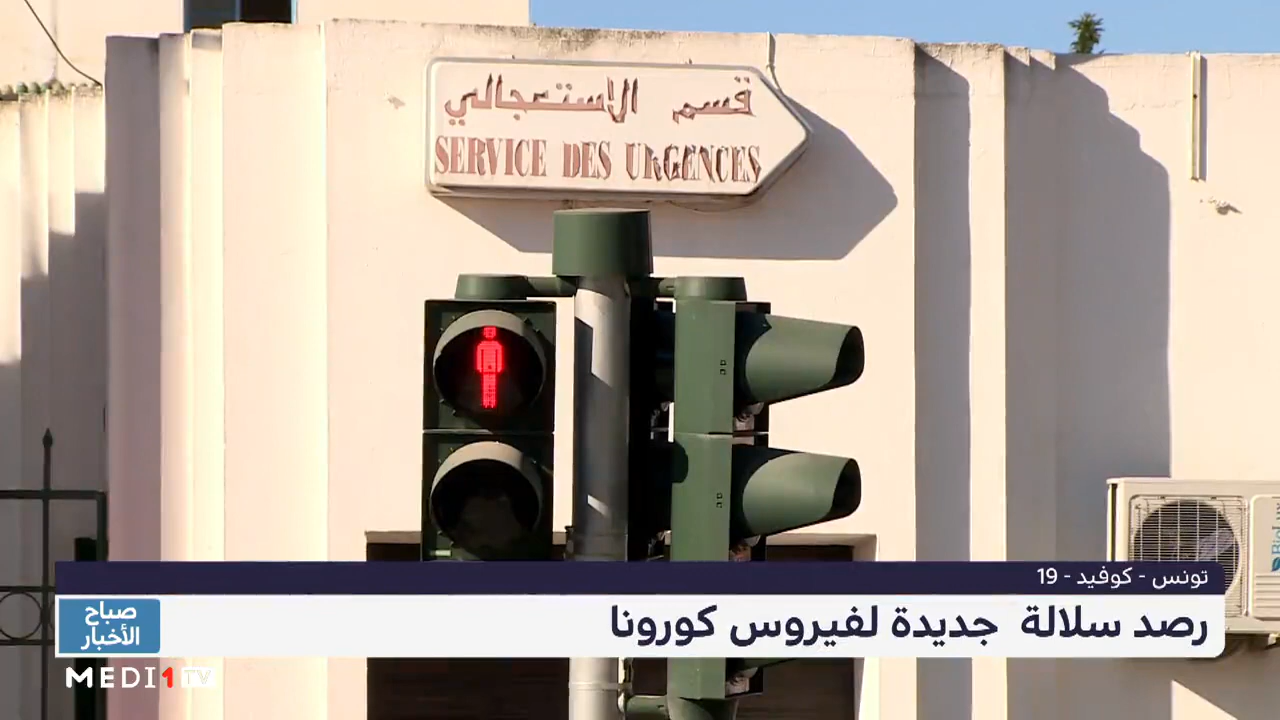 قسم الاستعجالي
SERVICE DES URGENCES
تونس - كوفيد - 19
رصد سلالة جديدة لفيروس كورونا
صباح
الأخبار
MEDI1TV